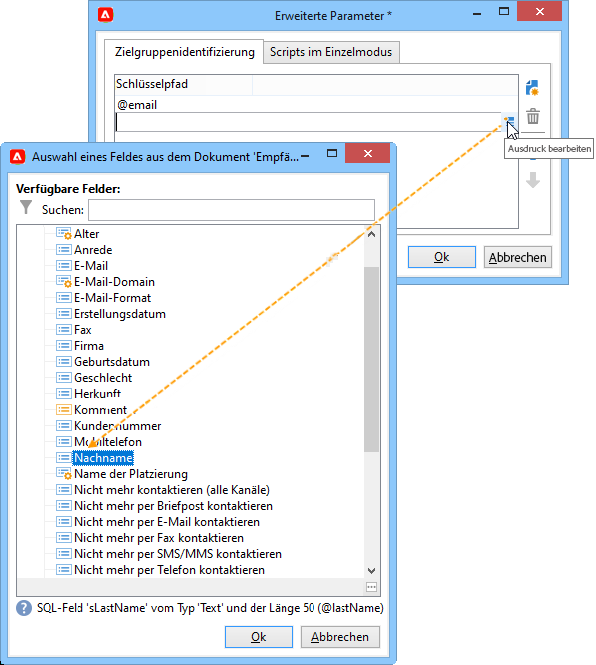 Erweiterte Parameter *
Zielgruppenidentifizierung
Scripts im Einzelmodus
Schlüsselpfad
@email
Ausdruck bearbeiten
Ok
Abbrechen
Auswahl eines Feldes aus dem Dokument 'Empfä...
Verfügbare Felder:
Suchen:
Alter
Anrede
E-Mail
E-Mail-Domain
E-Mail-Format
Erstellungsdatum
Fax
Firma
Geburtsdatum
Geschlecht
Herkunft
Komment
Kundennummer
Mobiltelefon
Nachname
Name der Platzierung
Nicht mehr kontaktieren (alle Kanäle)
Nicht mehr per Briefpost kontaktieren
Nicht mehr per E-Mail kontaktieren
Nicht mehr per Fax kontaktieren
Nicht mehr per SMS/MMS kontaktieren
Nicht mehr per Telefon kontaktieren
SQL-Feld 'sLastName' vom Typ 'Text' und der Länge 50 (@lastName)
Ok
Abbrechen